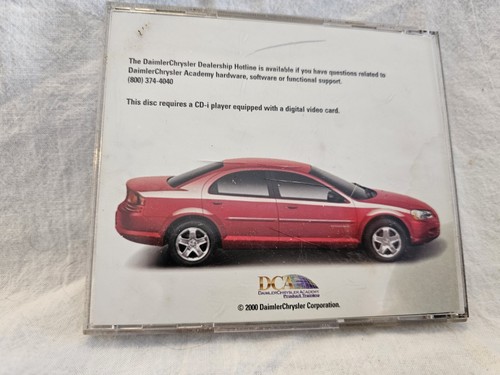 The DaimlerChrysler Dealership Hotline is available if you have questions related to
DaimlerChrysler Academy hardware, software or functional support.
(800) 374-4040
This disc requires a CD-i player equipped with a digital video card.
DCA
DAIMLERCHRYSLER ACADEMY
Product Training
© 2000 DaimlerChrysler Corporation.